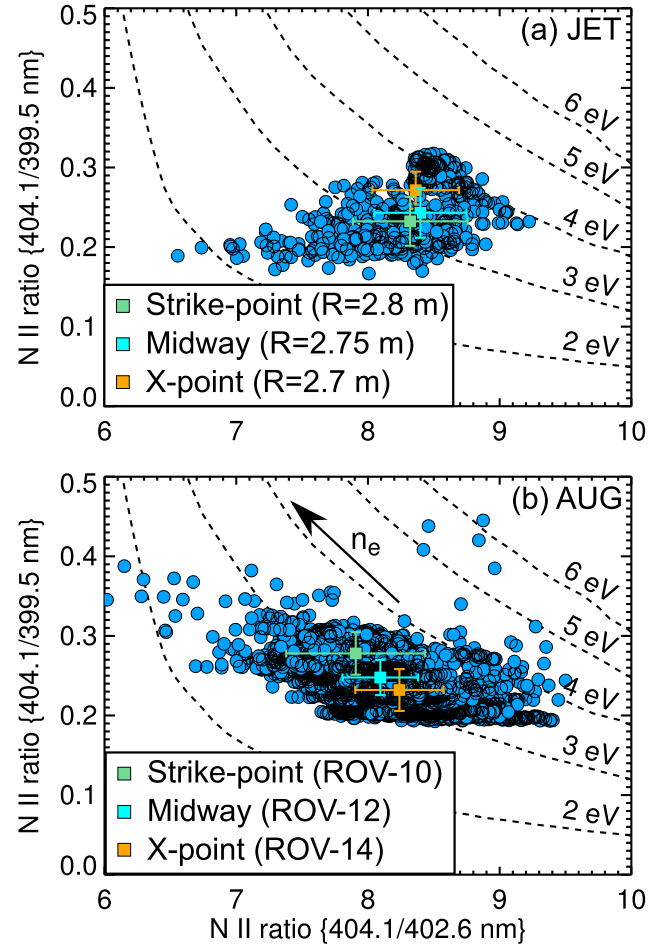 (a) JET
N II ratio {404.1/399.5 nm}
0.5
0.4
0.3
0.2
0.1
0.0
6 eV
5 eV
4 eV
3 eV
2 eV
Strike-point (R=2.8 m)
Midway (R=2.75 m)
X-point (R=2.7 m)
6 7 8 9 10
(b) AUG
N II ratio {404.1/399.5 nm}
0.5
0.4
0.3
0.2
0.1
0.0
nₑ
6 eV
5 eV
4 eV
3 eV
2 eV
Strike-point (ROV-10)
Midway (ROV-12)
X-point (ROV-14)
6 7 8 9 10
N II ratio {404.1/402.6 nm}